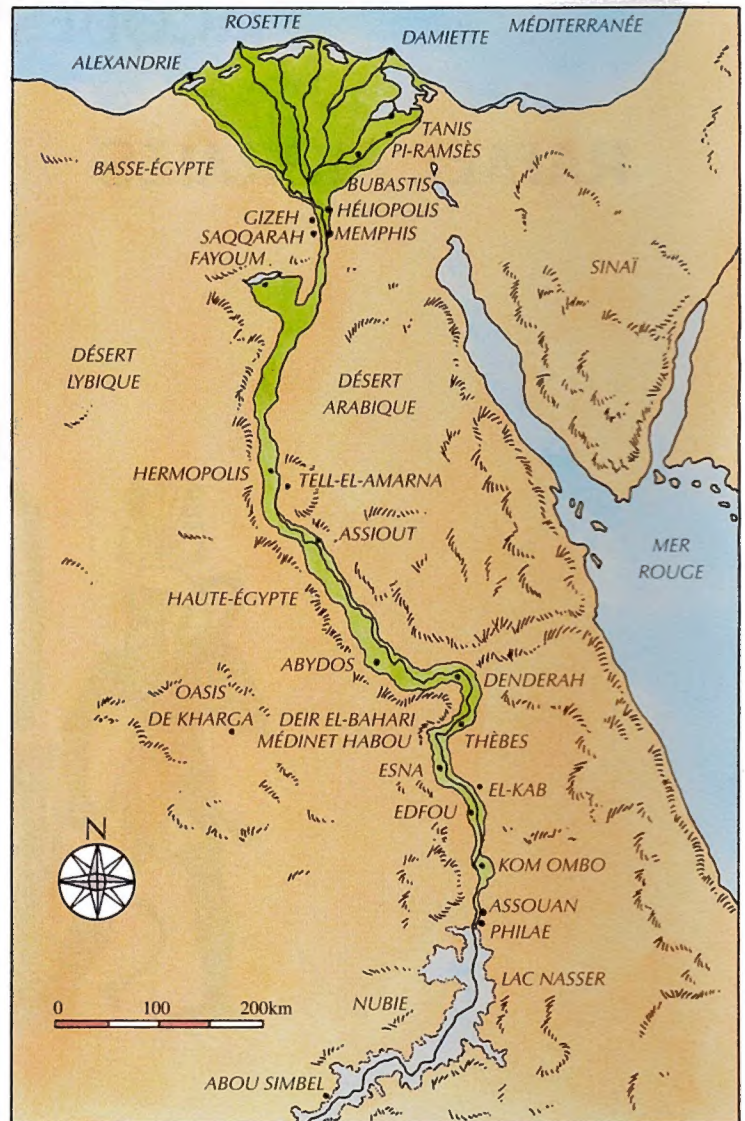 ROSETTE
DAMIETTE
MÉDITERRANÉE
ALEXANDRIE
TANIS
PI-RAMSÈS
BASSE-ÉGYPTE
BUBASTIS
HÉLIOPOLIS
GIZEH
SAQQARAH
MEMPHIS
FAYOUM
SINAÏ
DÉSERT
LYBIQUE
DÉSERT
ARABIQUE
HERMOPOLIS
TELL-EL-AMARNA
ASSIOUT
MER
ROUGE
HAUTE-ÉGYPTE
ABYDOS
DENDERAH
OASIS
DE KHARGA
DEIR EL-BAHARI
MÉDINET HABOU
THÈBES
ESNA
EL-KAB
EDFOU
N
KOM OMBO
ASSOUAN
PHILAE
LAC NASSER
0 100 200km
NUBIE
ABOU SIMBEL